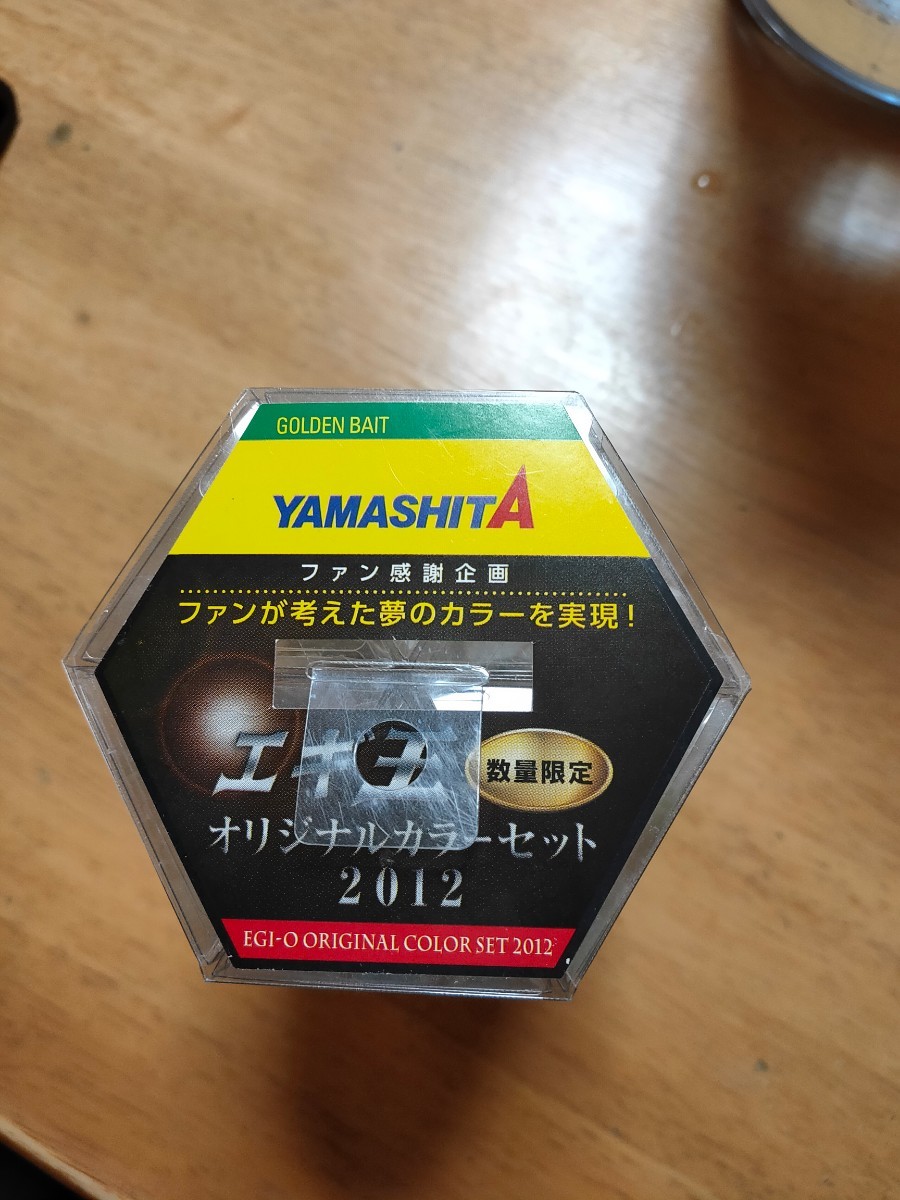 GOLDEN BAIT
YAMASHITA
ファン感謝企画
ファンが考えた夢のカラーを実現!
エギ王
数量限定
オリジナルカラーセット
2012
EGI-O ORIGINAL COLOR SET 2012